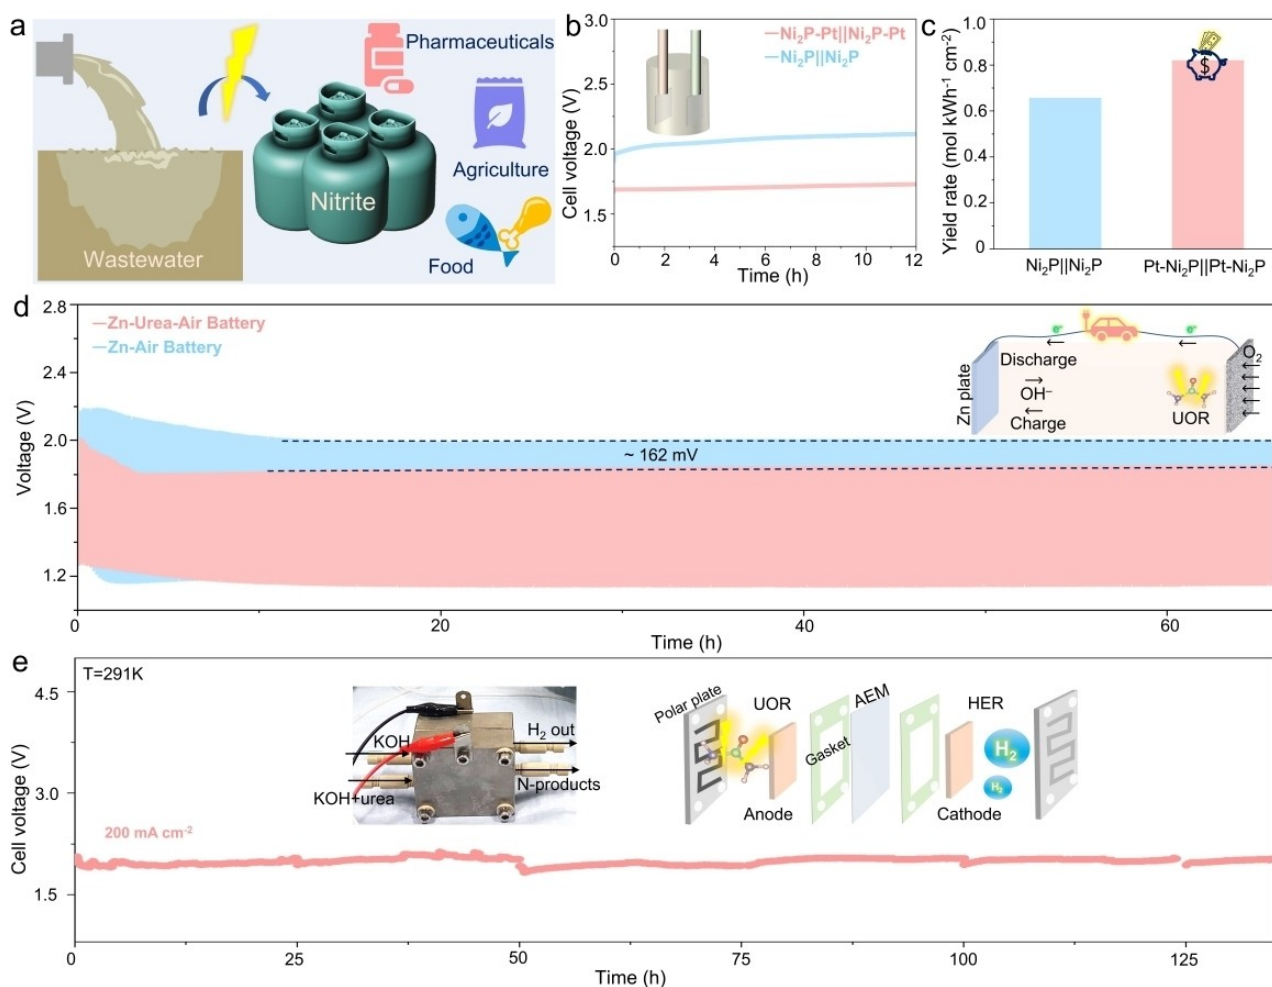 a
Pharmaceuticals
Agriculture
Nitrite
Food
Wastewater
b
Ni₂P-Pt||Ni₂P-Pt
Ni₂P||Ni₂P
Cell voltage (V)
3.0
2.5
2.0
1.5
0 2 4 6 8 10 12
Time (h)
c
Yield rate (mol kWh⁻¹ cm⁻²)
1.0
0.8
0.6
0.4
0.2
0
$
Ni₂P||Ni₂P
Pt-Ni₂P||Pt-Ni₂P
d
Zn-Urea-Air Battery
Zn-Air Battery
Voltage (V)
2.8
2.4
2.0
1.6
1.2
~ 162 mV
e⁻ e⁻
Zn plate
Discharge
OH⁻
Charge
UOR
O₂
0 20 40 60
Time (h)
e
T=291K
Cell voltage (V)
4.5
3.0
1.5
200 mA cm⁻²
KOH
KOH+urea
H₂ out
N-products
Polar plate
UOR
Anode
Gasket
AEM
HER
Cathode
H₂
H₂
0 25 50 75 100 125
Time (h)